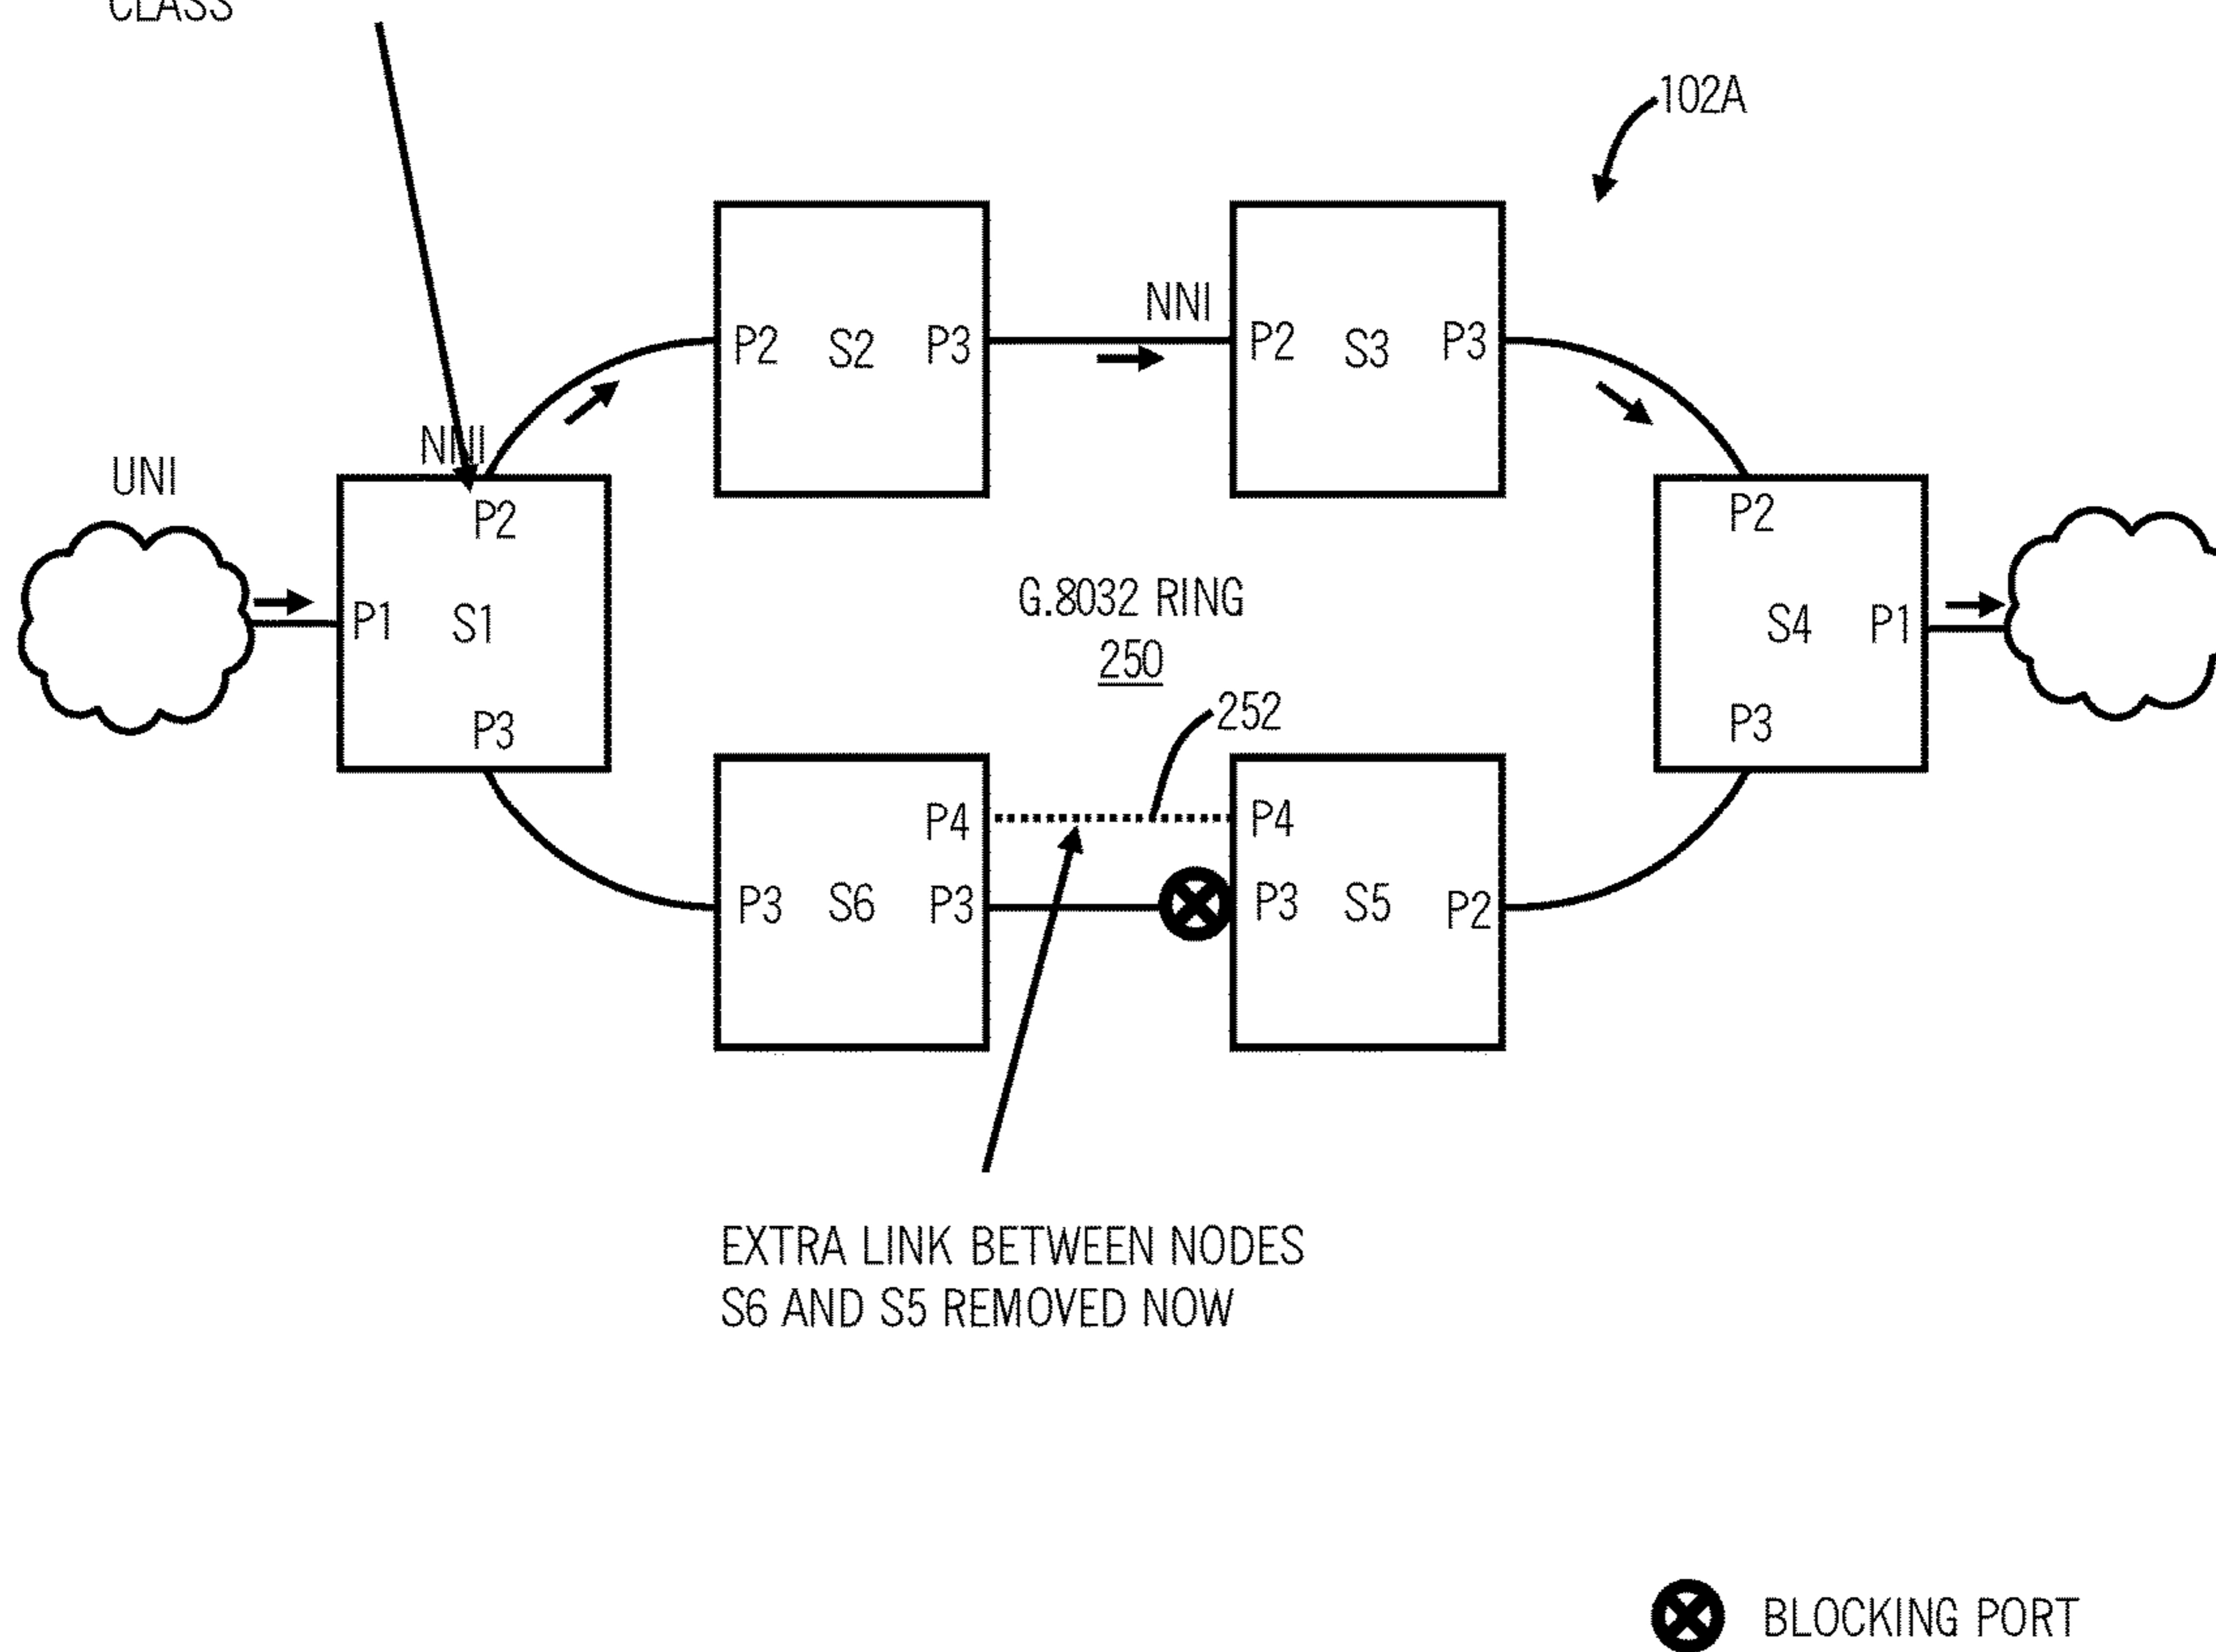 CLASS
102A
NNI
P2 S2 P3
P2 S3 P3
NNI
UNI
P2
P1 S1
P3
P2
S4 P1
P3
G.8032 RING
250
252
P4
P3 S6 P3
P4
P3 S5 P2
EXTRA LINK BETWEEN NODES
S6 AND S5 REMOVED NOW
BLOCKING PORT